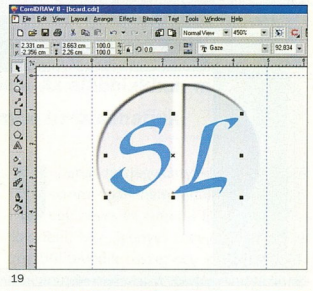 CorelDRAW 8 - [bcard.cdr]
File Edit View Layout Arrange Effects Bitmaps Text Tools Window Help
Normal View 450%
x: 2.331 cm 3.663 cm 100.0 % 0.0 ° Gaze 92.834
y: 2.356 cm 2.26 cm 100.0 %
SL
19